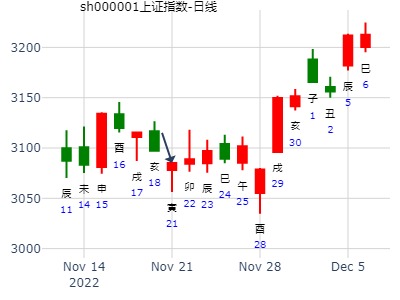 sh000001上证指数-日线
3200
3150
3100
3050
3000
辰
11
未
14
申
15
酉
16
戌
17
亥
18
寅
21
卯
22
辰
23
巳
24
午
25
酉
28
戌
29
亥
30
子
1
丑
2
辰
5
巳
6
Nov 14
2022
Nov 21
Nov 28
Dec 5